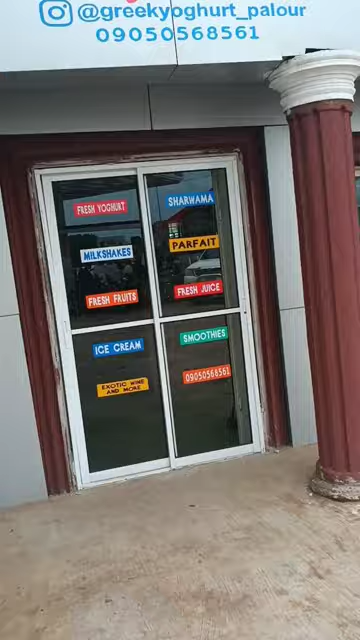 @greekyoghurt_palour
09050568561
FRESH YOGHURT
SHARWAMA
MILKSHAKES
PARFAIT
FRESH FRUITS
FRESH JUICE
ICE CREAM
SMOOTHIES
EXOTIC WINE
AND MORE
09050568561